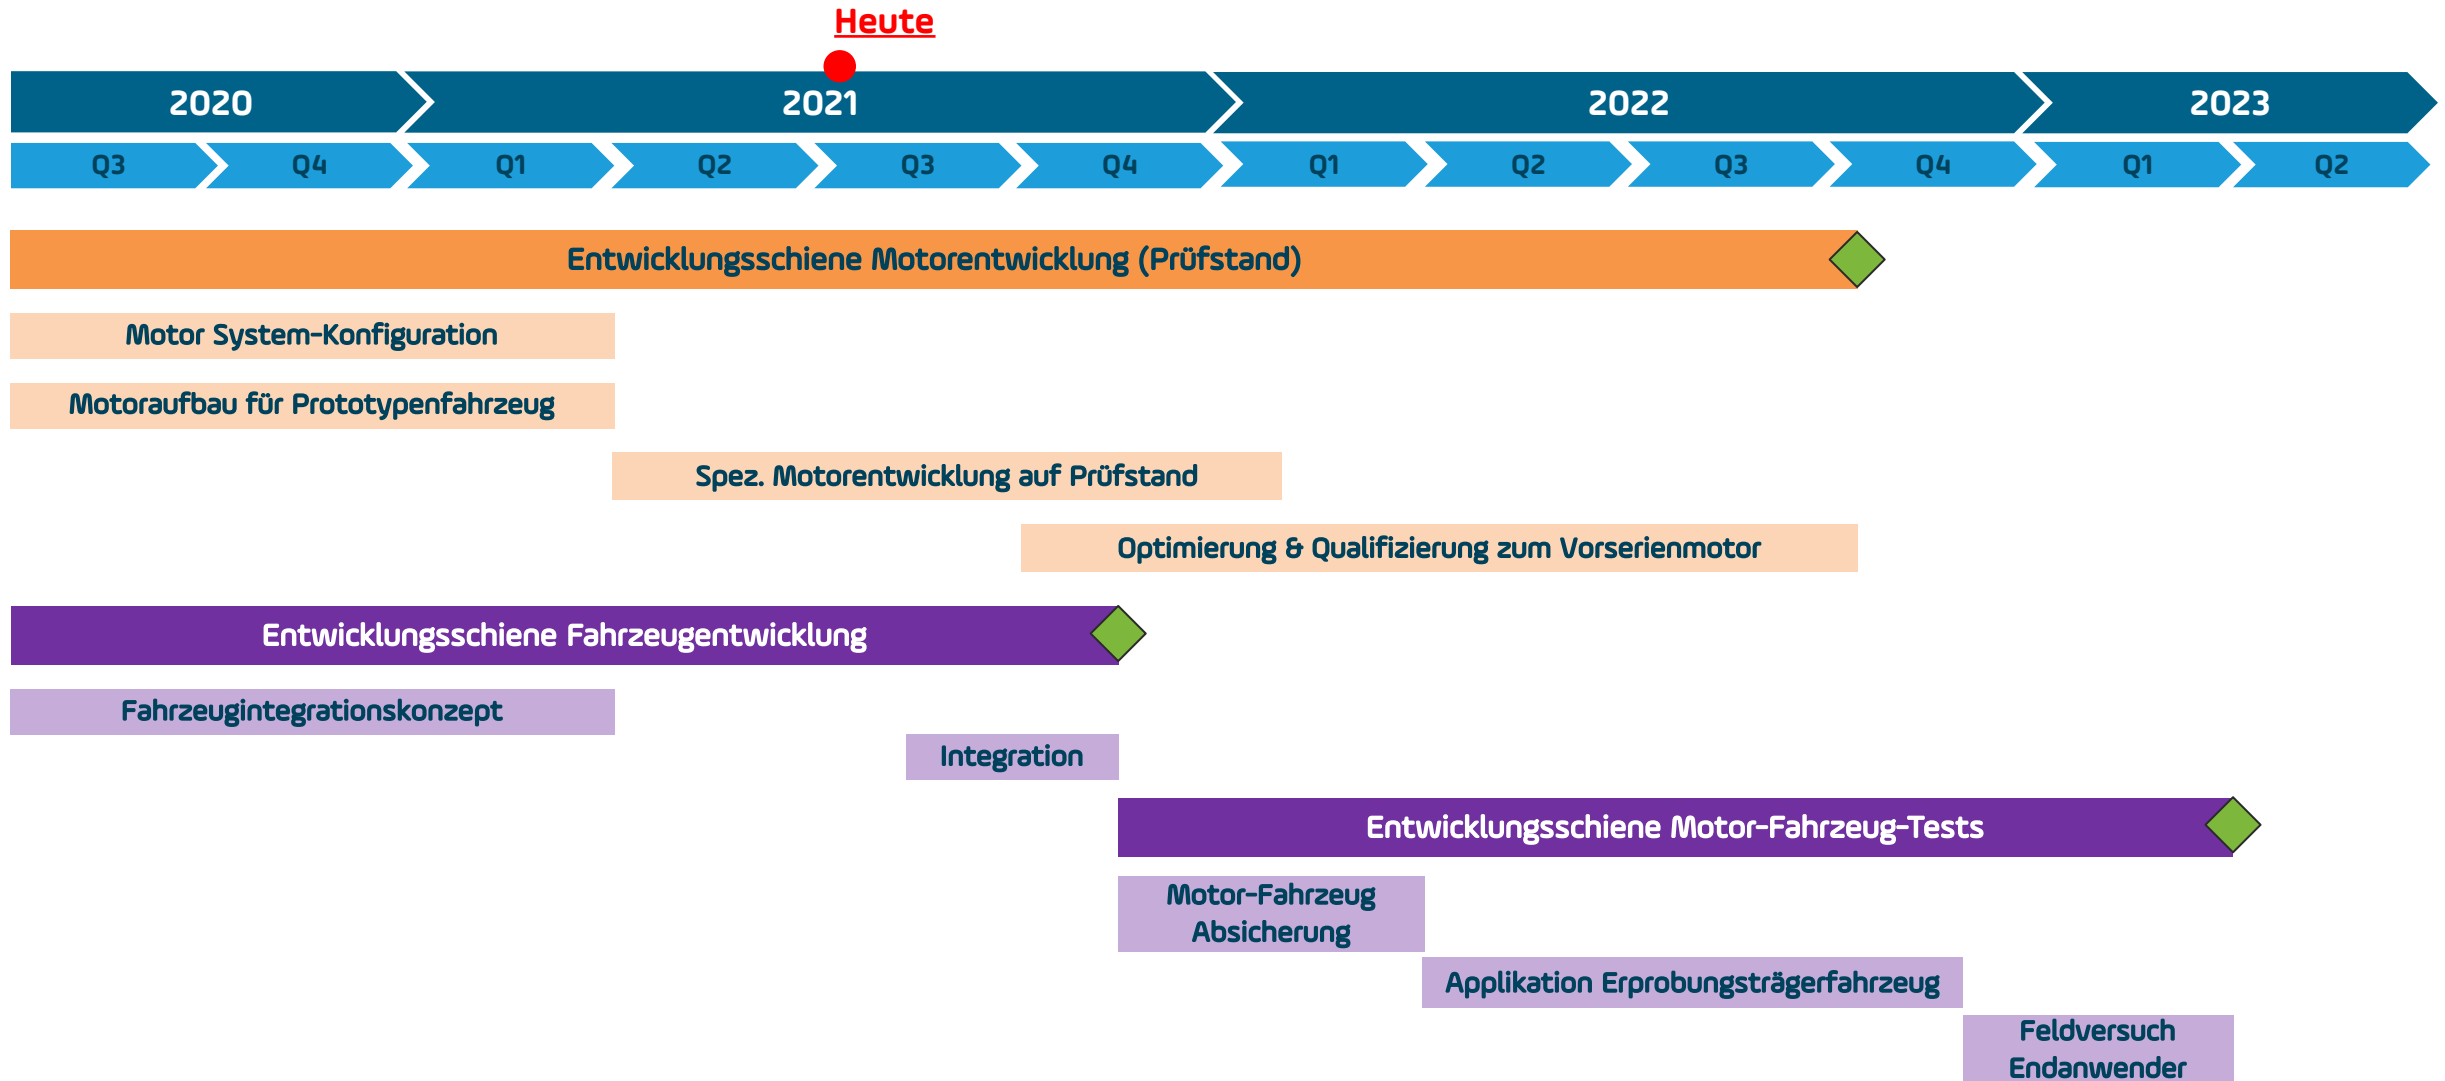 Heute
2020 2021 2022 2023
Q3 Q4 Q1 Q2 Q3 Q4 Q1 Q2 Q3 Q4 Q1 Q2
Entwicklungsschiene Motorentwicklung (Prüfstand)
Motor System-Konfiguration
Motoraufbau für Prototypenfahrzeug
Spez. Motorentwicklung auf Prüfstand
Optimierung & Qualifizierung zum Vorserienmotor
Entwicklungsschiene Fahrzeugentwicklung
Fahrzeugintegrationskonzept
Integration
Entwicklungsschiene Motor-Fahrzeug-Tests
Motor-Fahrzeug
Absicherung
Applikation Erprobungsträgerfahrzeug
Feldversuch
Endanwender